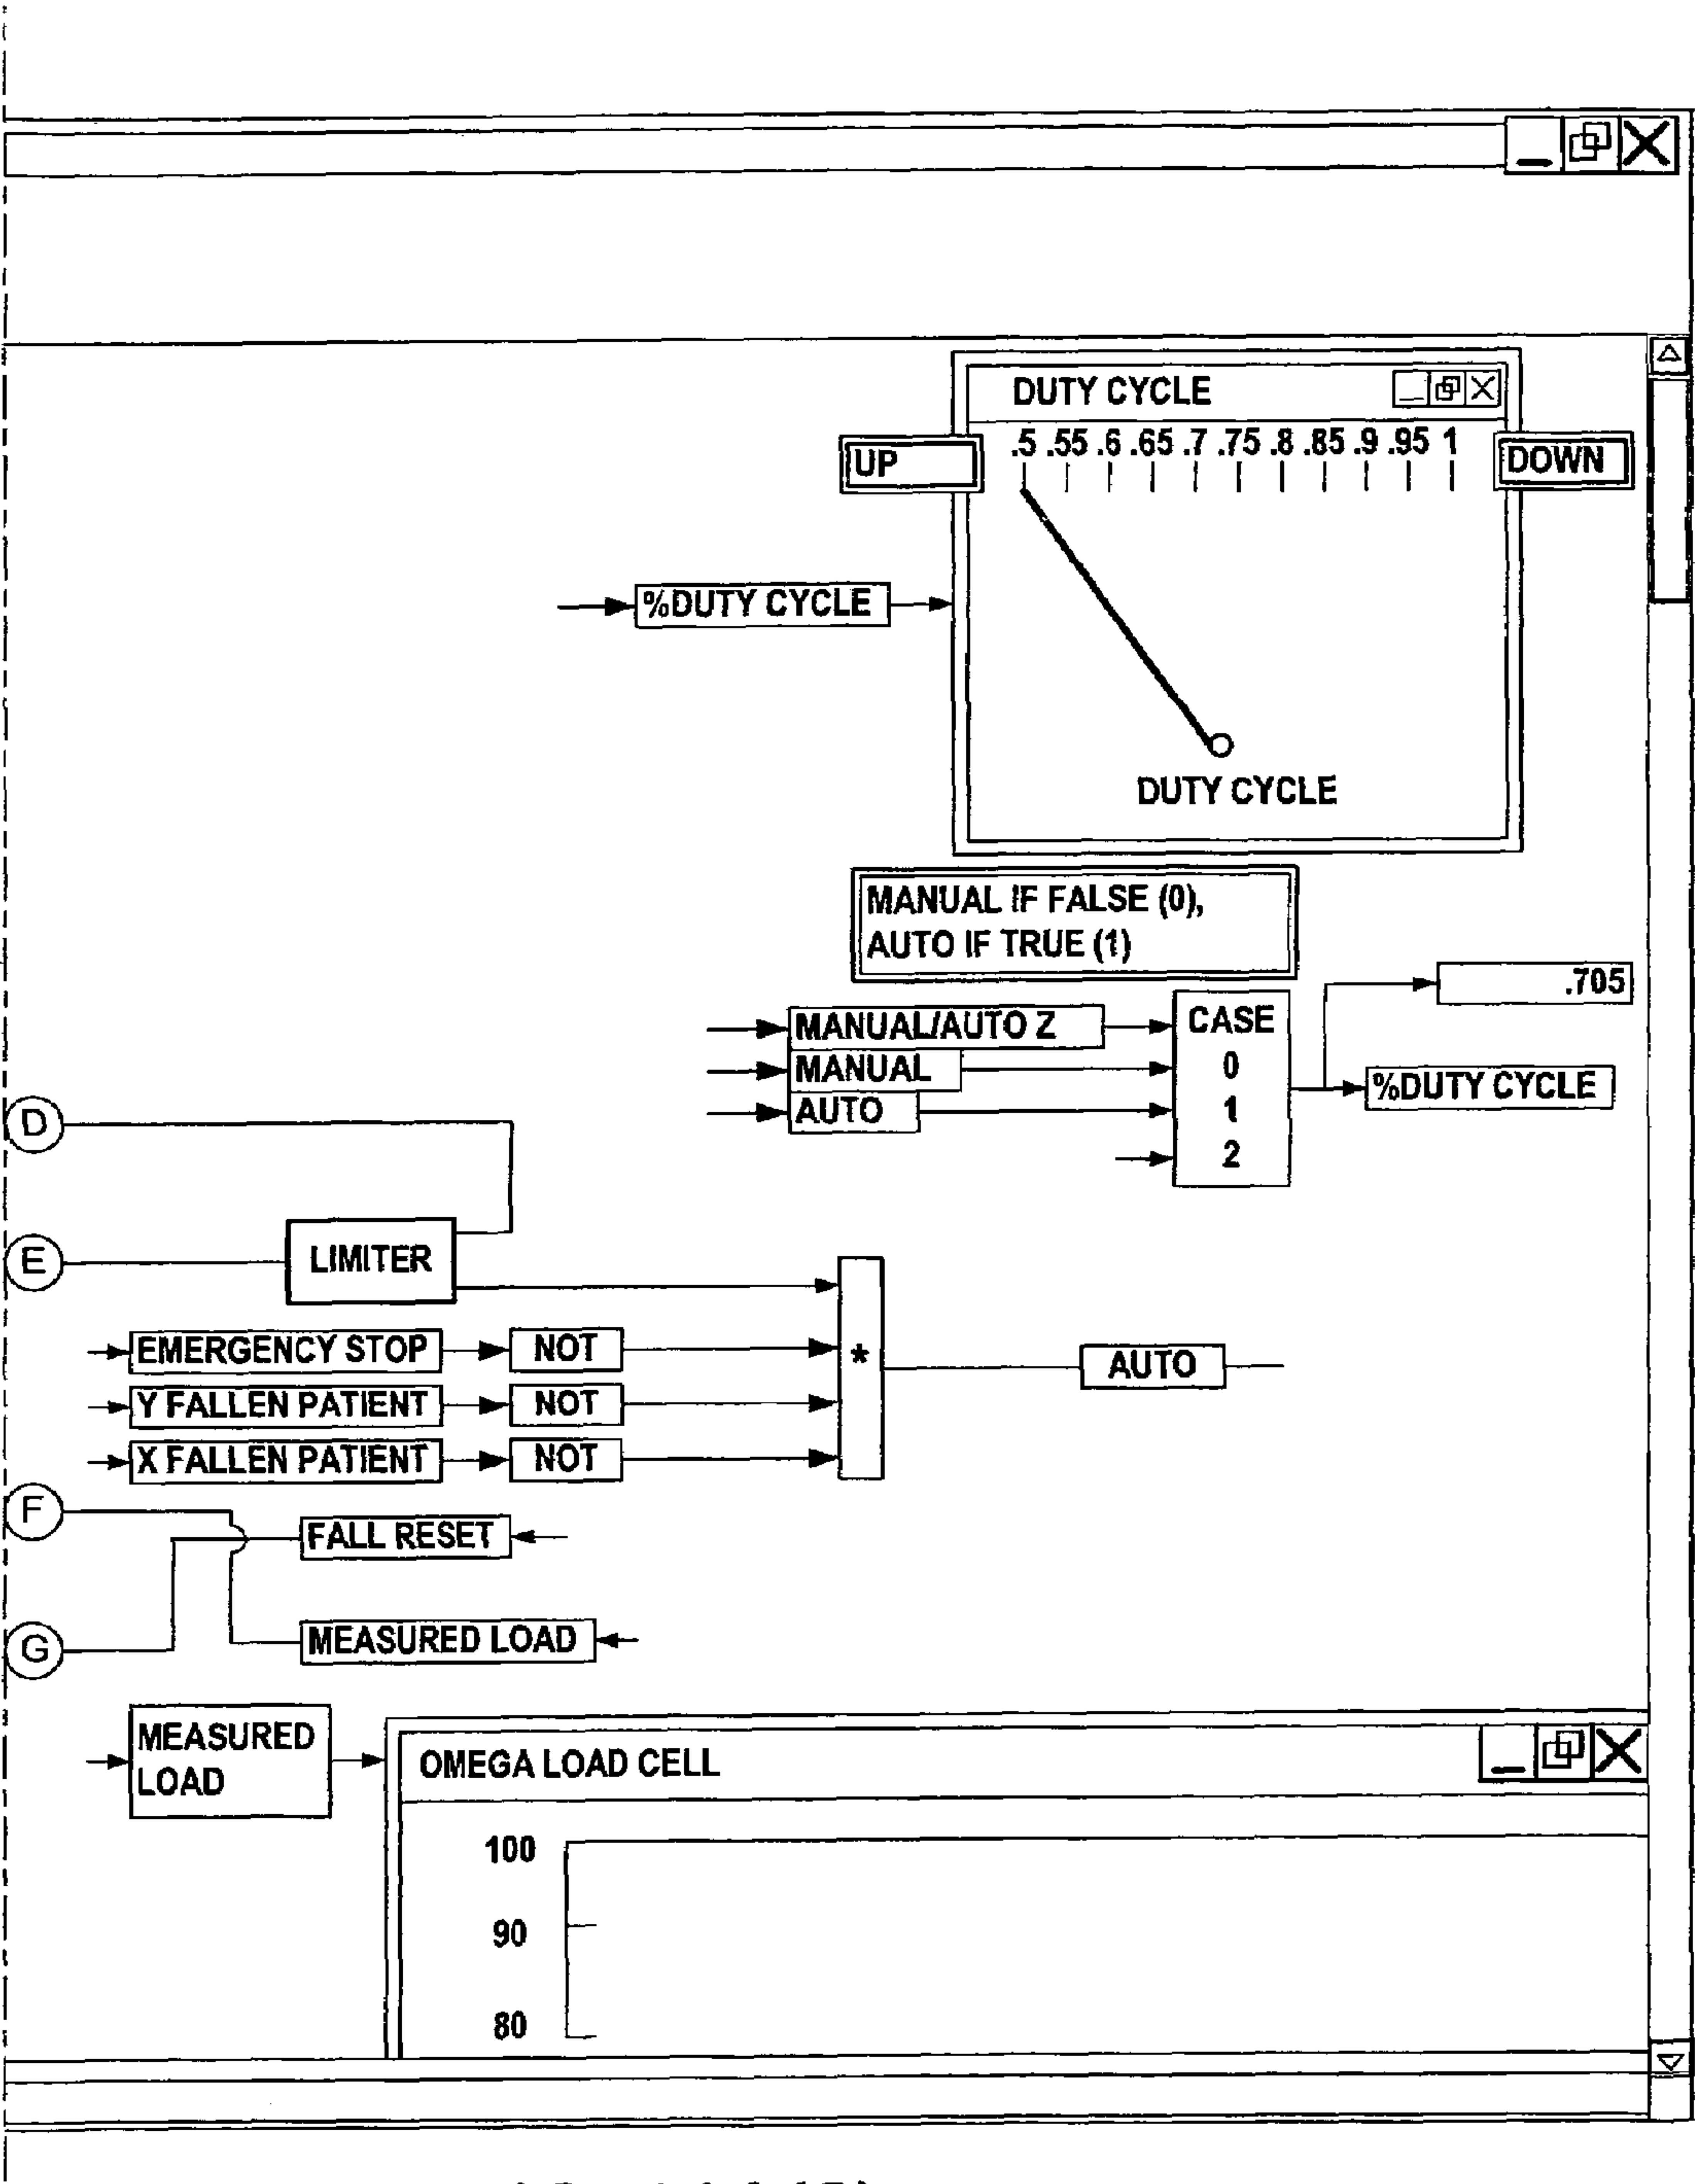 DUTY CYCLE
UP
.5 .55 .6 .65 .7 .75 .8 .85 .9 .95 1
DOWN
%DUTY CYCLE
DUTY CYCLE
MANUAL IF FALSE (0),
AUTO IF TRUE (1)
.705
MANUAL/AUTO Z
CASE
MANUAL
0
%DUTY CYCLE
AUTO
1
2
D
E
LIMITER
EMERGENCY STOP
NOT
*
AUTO
Y FALLEN PATIENT
NOT
X FALLEN PATIENT
NOT
F
FALL RESET
G
MEASURED LOAD
MEASURED
LOAD
OMEGA LOAD CELL
100
90
80